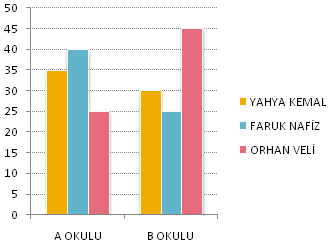 50
45
40
35
30
25
20
15
10
5
0
A OKULU
B OKULU
YAHYA KEMAL
FARUK NAFİZ
ORHAN VELİ